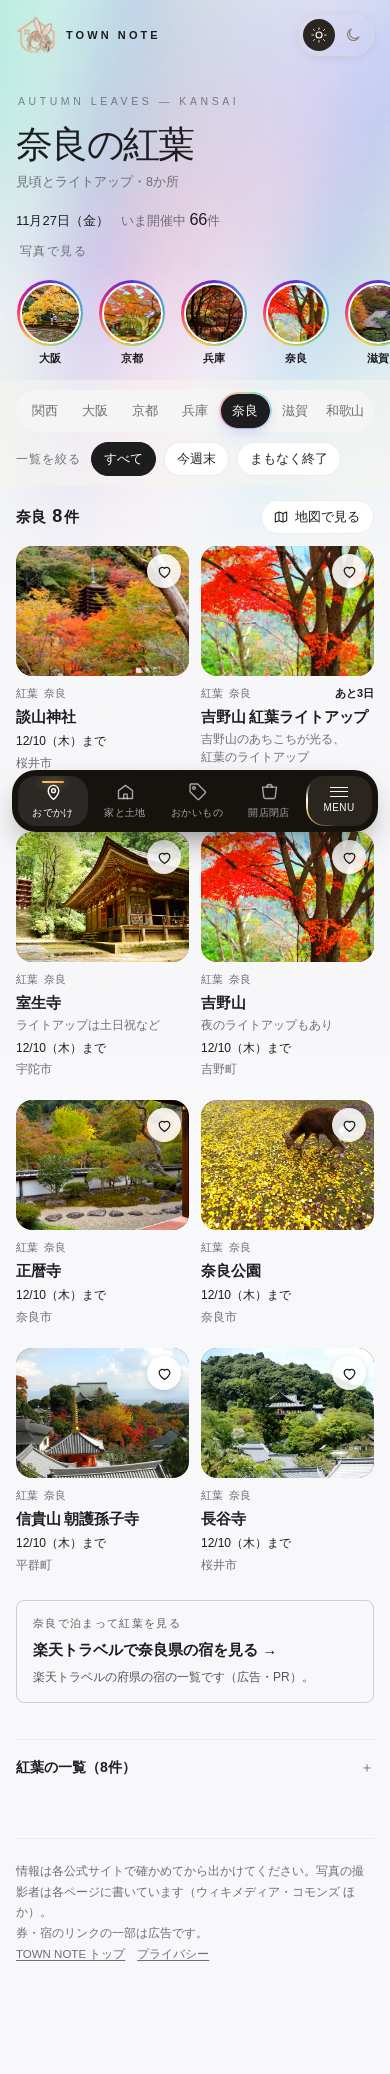 TOWN NOTE
AUTUMN LEAVES — KANSAI
奈良の紅葉
見頃とライトアップ・8か所
11月27日（金） いま開催中 66件
写真で見る
大阪 京都 兵庫 奈良 滋賀
関西 大阪 京都 兵庫 奈良 滋賀 和歌山
一覧を絞る すべて 今週末 まもなく終了
奈良 8件 地図で見る
紅葉 奈良
談山神社
12/10（木）まで
桜井市
紅葉 奈良 あと3日
吉野山 紅葉ライトアップ
吉野山のあちこちが光る、
紅葉のライトアップ
おでかけ 家と土地 おかいもの 開店閉店 MENU
紅葉 奈良
室生寺
ライトアップは土日祝など
12/10（木）まで
宇陀市
紅葉 奈良
吉野山
夜のライトアップもあり
12/10（木）まで
吉野町
紅葉 奈良
正暦寺
12/10（木）まで
奈良市
紅葉 奈良
奈良公園
12/10（木）まで
奈良市
紅葉 奈良
信貴山 朝護孫子寺
12/10（木）まで
平群町
紅葉 奈良
長谷寺
12/10（木）まで
桜井市
奈良で泊まって紅葉を見る
楽天トラベルで奈良県の宿を見る →
楽天トラベルの府県の宿の一覧です（広告・PR）。
紅葉の一覧（8件） +
情報は各公式サイトで確かめてから出かけてください。写真の撮
影者は各ページに書いています（ウィキメディア・コモンズ ほ
か）。
券・宿のリンクの一部は広告です。
TOWN NOTE トップ プライバシー